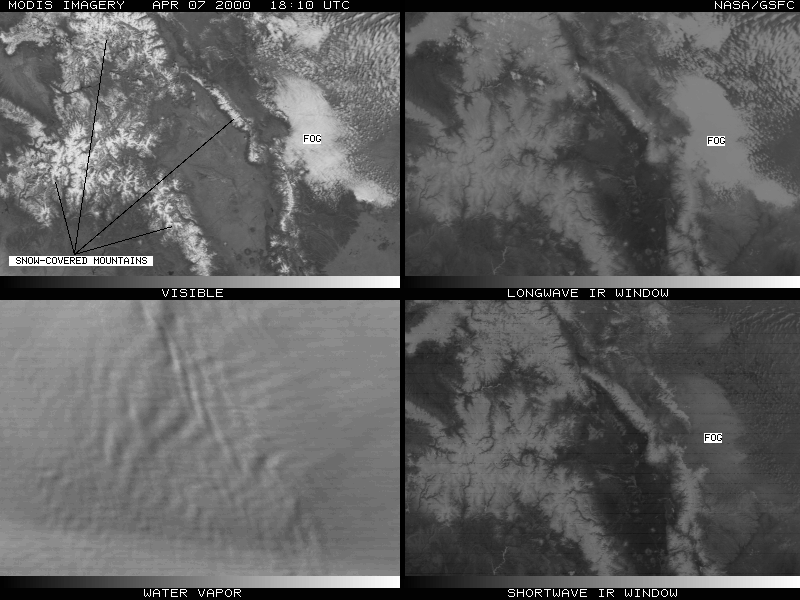 MODIS IMAGERY APR 07 2000 18:10 UTC NASA/GSFC
FOG
FOG
SNOW-COVERED MOUNTAINS
VISIBLE
LONGWAVE IR WINDOW
FOG
WATER VAPOR
SHORTWAVE IR WINDOW